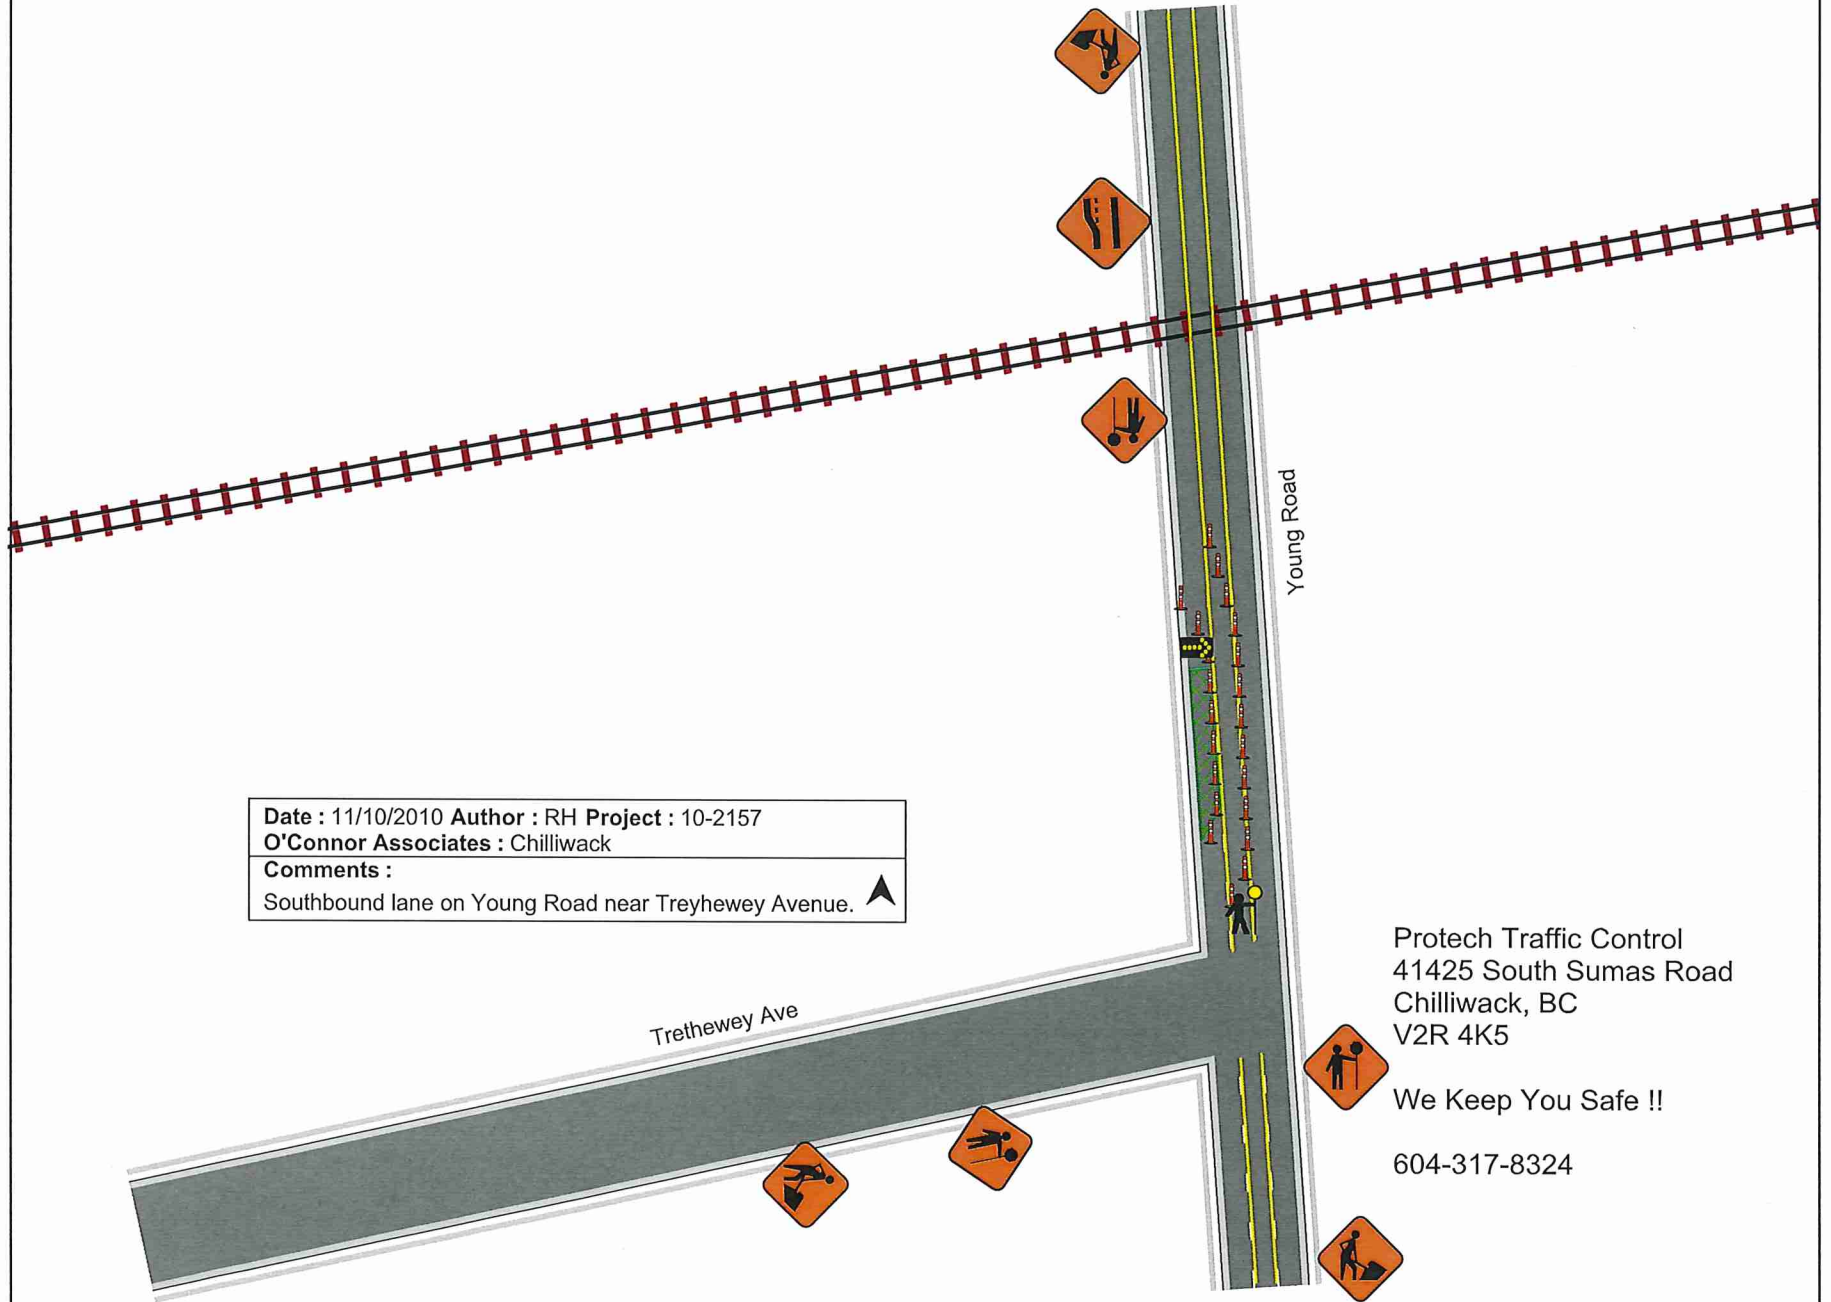 Young Road
Date : 11/10/2010 Author : RH Project : 10-2157
O'Connor Associates : Chilliwack
Comments :
Southbound lane on Young Road near Treyhewey Avenue.
Trethewey Ave
Protech Traffic Control
41425 South Sumas Road
Chilliwack, BC
V2R 4K5
We Keep You Safe !!
604-317-8324